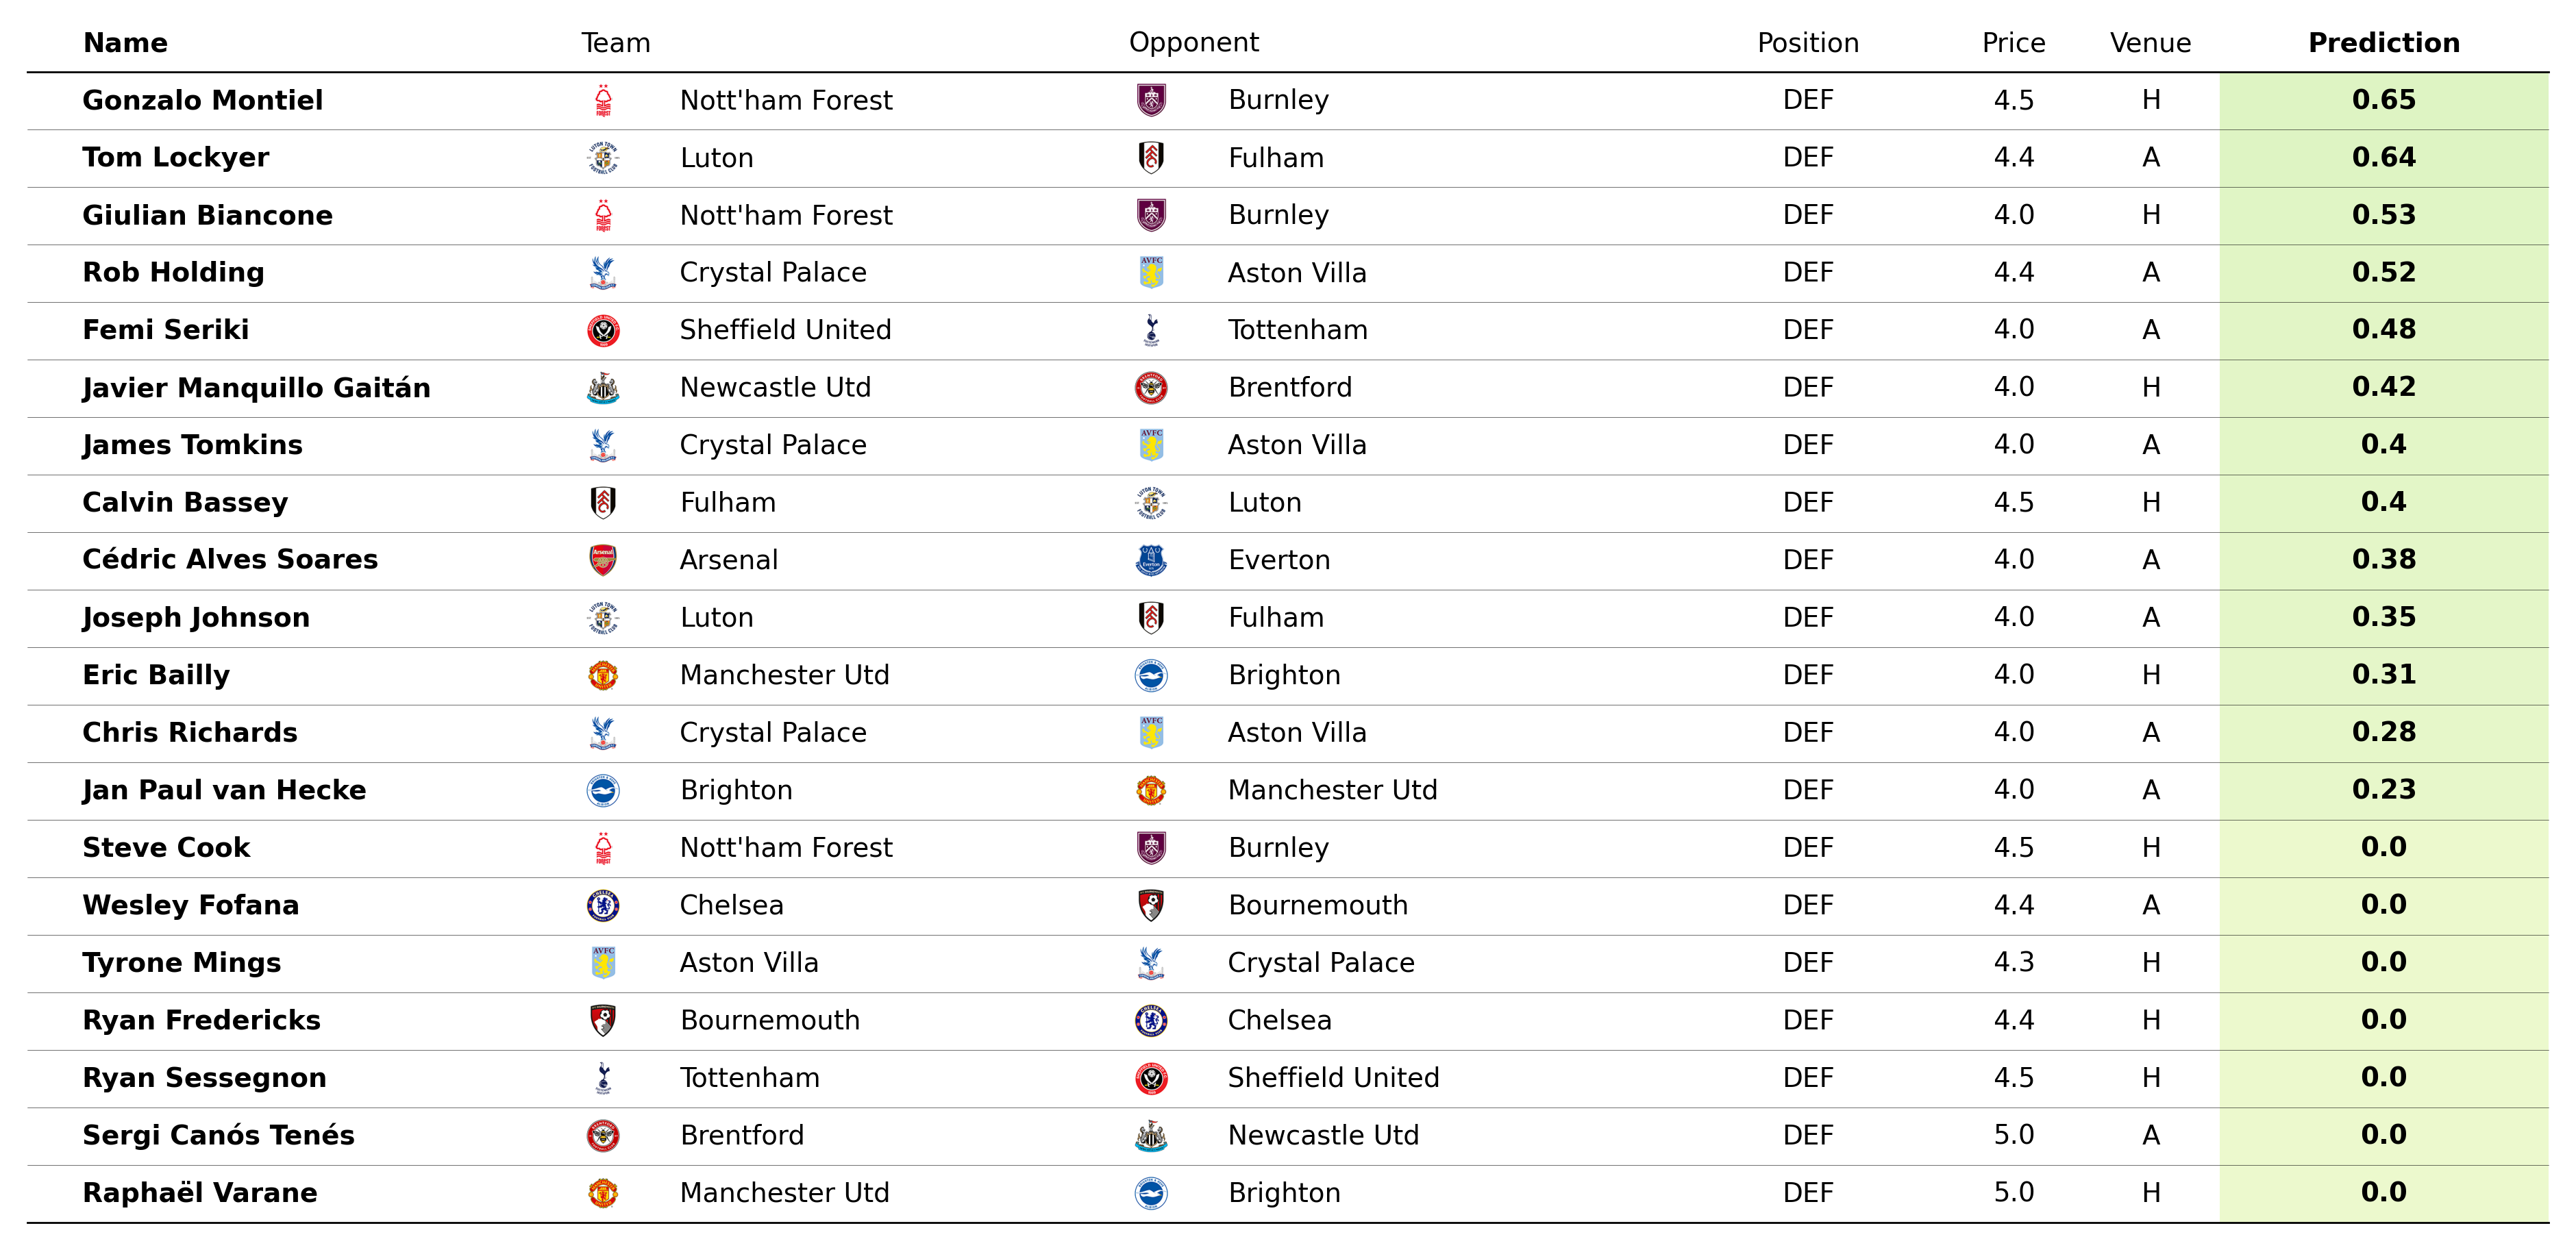 Name Team Opponent Position Price Venue Prediction
Gonzalo Montiel Nott'ham Forest Burnley DEF 4.5 H 0.65
Tom Lockyer Luton Fulham DEF 4.4 A 0.64
Giulian Biancone Nott'ham Forest Burnley DEF 4.0 H 0.53
Rob Holding Crystal Palace Aston Villa DEF 4.4 A 0.52
Femi Seriki Sheffield United Tottenham DEF 4.0 A 0.48
Javier Manquillo Gaitán Newcastle Utd Brentford DEF 4.0 H 0.42
James Tomkins Crystal Palace Aston Villa DEF 4.0 A 0.4
Calvin Bassey Fulham Luton DEF 4.5 H 0.4
Cédric Alves Soares Arsenal Everton DEF 4.0 A 0.38
Joseph Johnson Luton Fulham DEF 4.0 A 0.35
Eric Bailly Manchester Utd Brighton DEF 4.0 H 0.31
Chris Richards Crystal Palace Aston Villa DEF 4.0 A 0.28
Jan Paul van Hecke Brighton Manchester Utd DEF 4.0 A 0.23
Steve Cook Nott'ham Forest Burnley DEF 4.5 H 0.0
Wesley Fofana Chelsea Bournemouth DEF 4.4 A 0.0
Tyrone Mings Aston Villa Crystal Palace DEF 4.3 H 0.0
Ryan Fredericks Bournemouth Chelsea DEF 4.4 H 0.0
Ryan Sessegnon Tottenham Sheffield United DEF 4.5 H 0.0
Sergi Canós Tenés Brentford Newcastle Utd DEF 5.0 A 0.0
Raphaël Varane Manchester Utd Brighton DEF 5.0 H 0.0